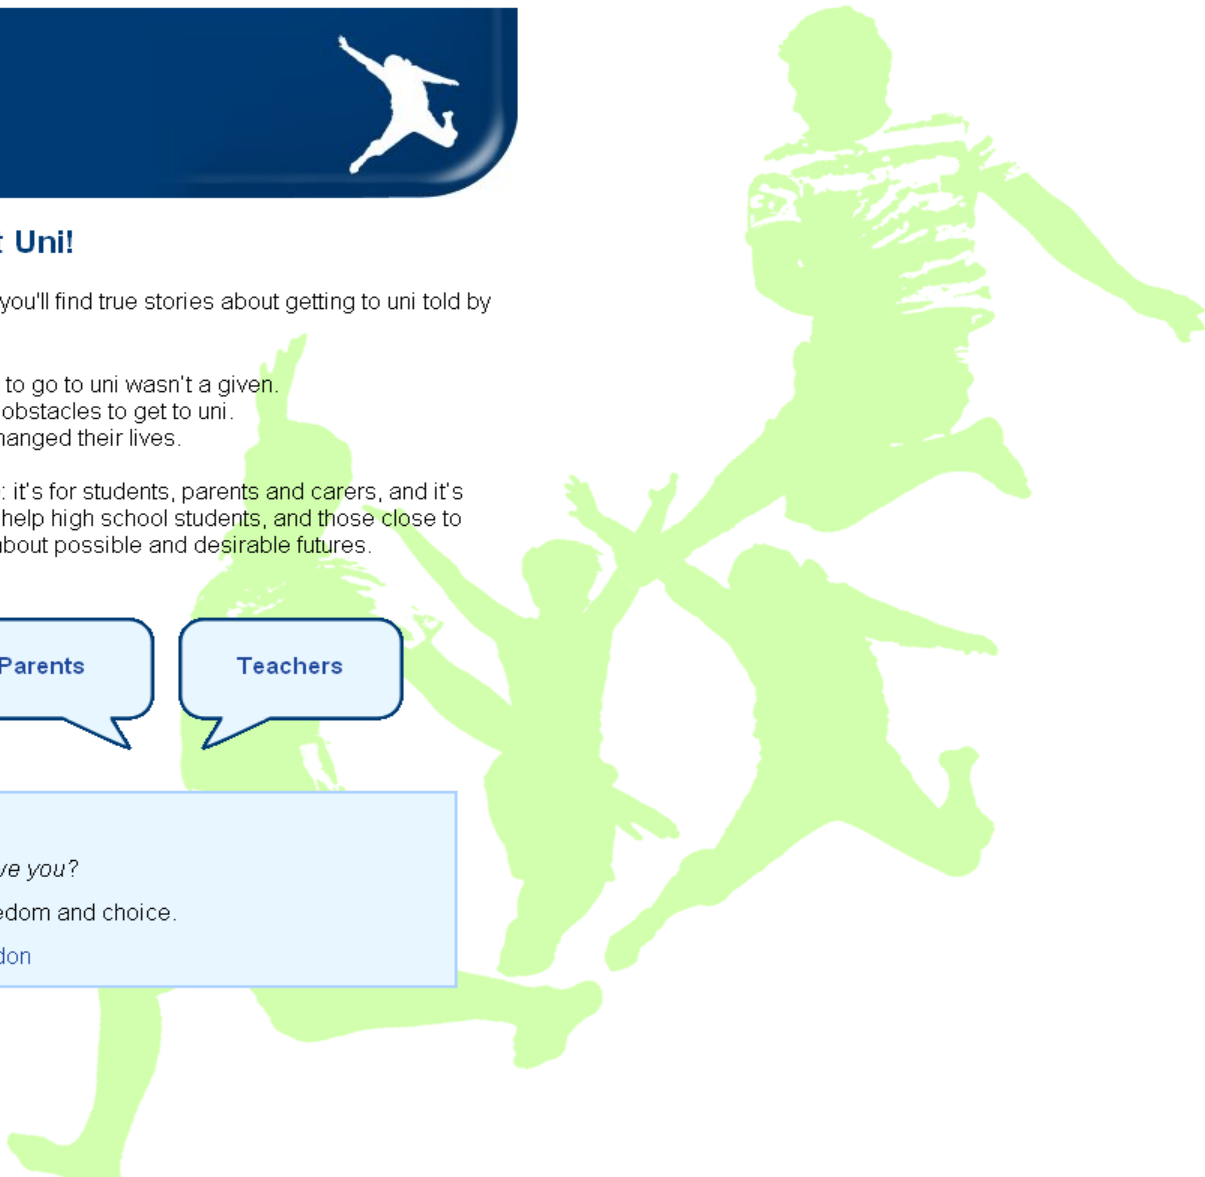 Uni!
you'll find true stories about getting to uni told by
to go to uni wasn't a given.
obstacles to get to uni.
hanged their lives.
: it's for students, parents and carers, and it's
help high school students, and those close to
about possible and desirable futures.
Parents
Teachers
ve you?
edom and choice.
don